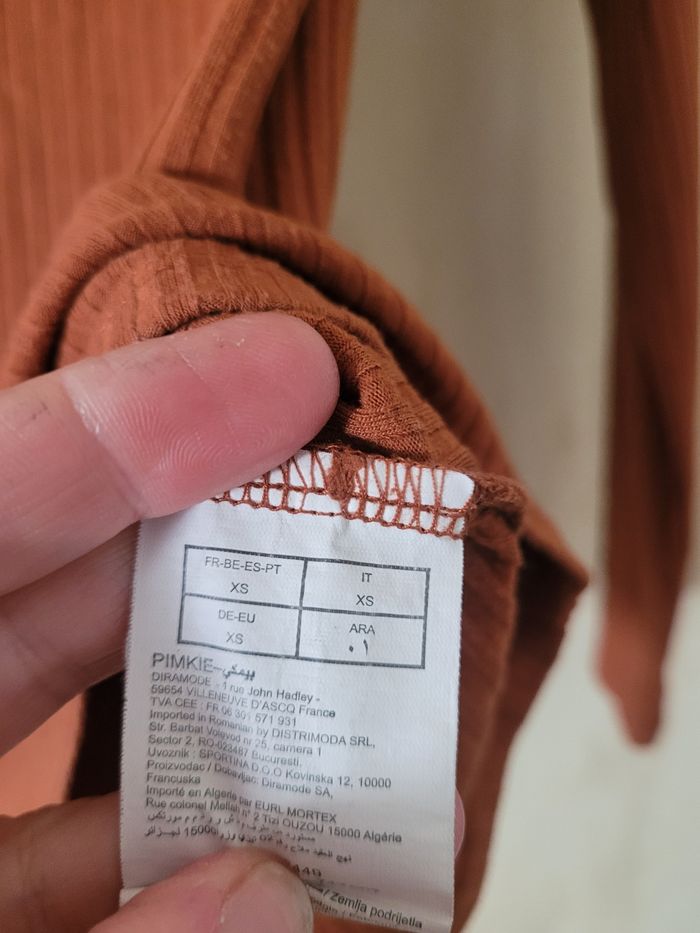 FR-BE-ES-PT
XS
IT
XS
DE-EU
XS
ARA
٠١
PIMKIE-بيمكي
DIRAMODE - 1 rue John Hadley -
59654 VILLENEUVE D'ASCQ France
TVA CEE : FR 06 301 571 931
Imported in Romanian by DISTRIMODA SRL,
Str. Barbat Voievod nr 25, camera 1
Sector 2, RO-023487 Bucuresti.
Uvoznik : SPORTINA D.O.O Kovinska 12, 10000
Proizvodac / Dobavljac: Diramode SA,
Francuska
Importé en Algérie par EURL MORTEX
Rue colonel Mellah n° 2 Tizi OUZOU 15000 Algérie
15000
/ Zemlja podrijetla